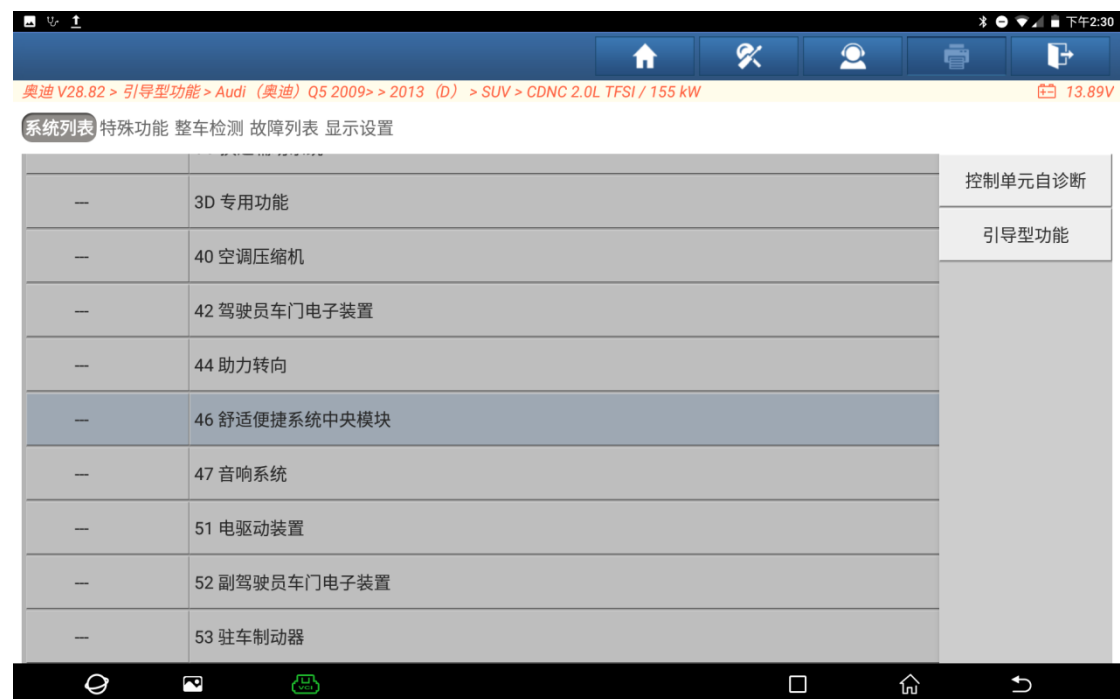 下午2:30
奥迪 V28.82 > 引导型功能 > Audi（奥迪）Q5 2009> > 2013（D） > SUV > CDNC 2.0L TFSI / 155 kW
13.89V
系统列表 特殊功能 整车检测 故障列表 显示设置
控制单元自诊断
--- 3D 专用功能
引导型功能
--- 40 空调压缩机
--- 42 驾驶员车门电子装置
--- 44 助力转向
--- 46 舒适便捷系统中央模块
--- 47 音响系统
--- 51 电驱动装置
--- 52 副驾驶员车门电子装置
--- 53 驻车制动器
VCI